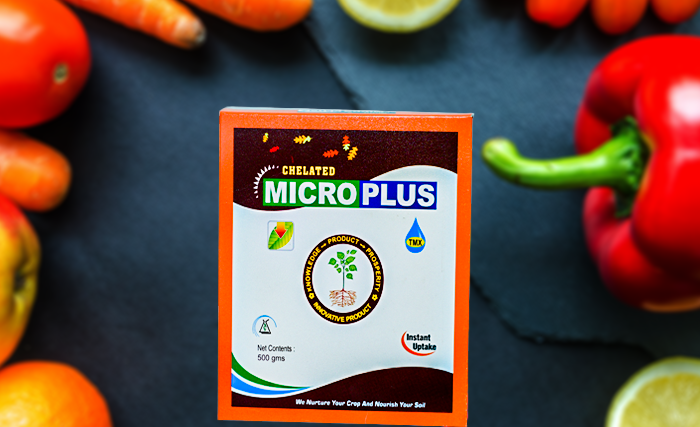 CHELATED
MICRO PLUS
TMX
KNOWLEDGE PRODUCT PROSPERITY
INNOVATIVE PRODUCT
Net Contents :
500 gms
Instant
Uptake
We Nurture Your Crop And Nourish Your Soil